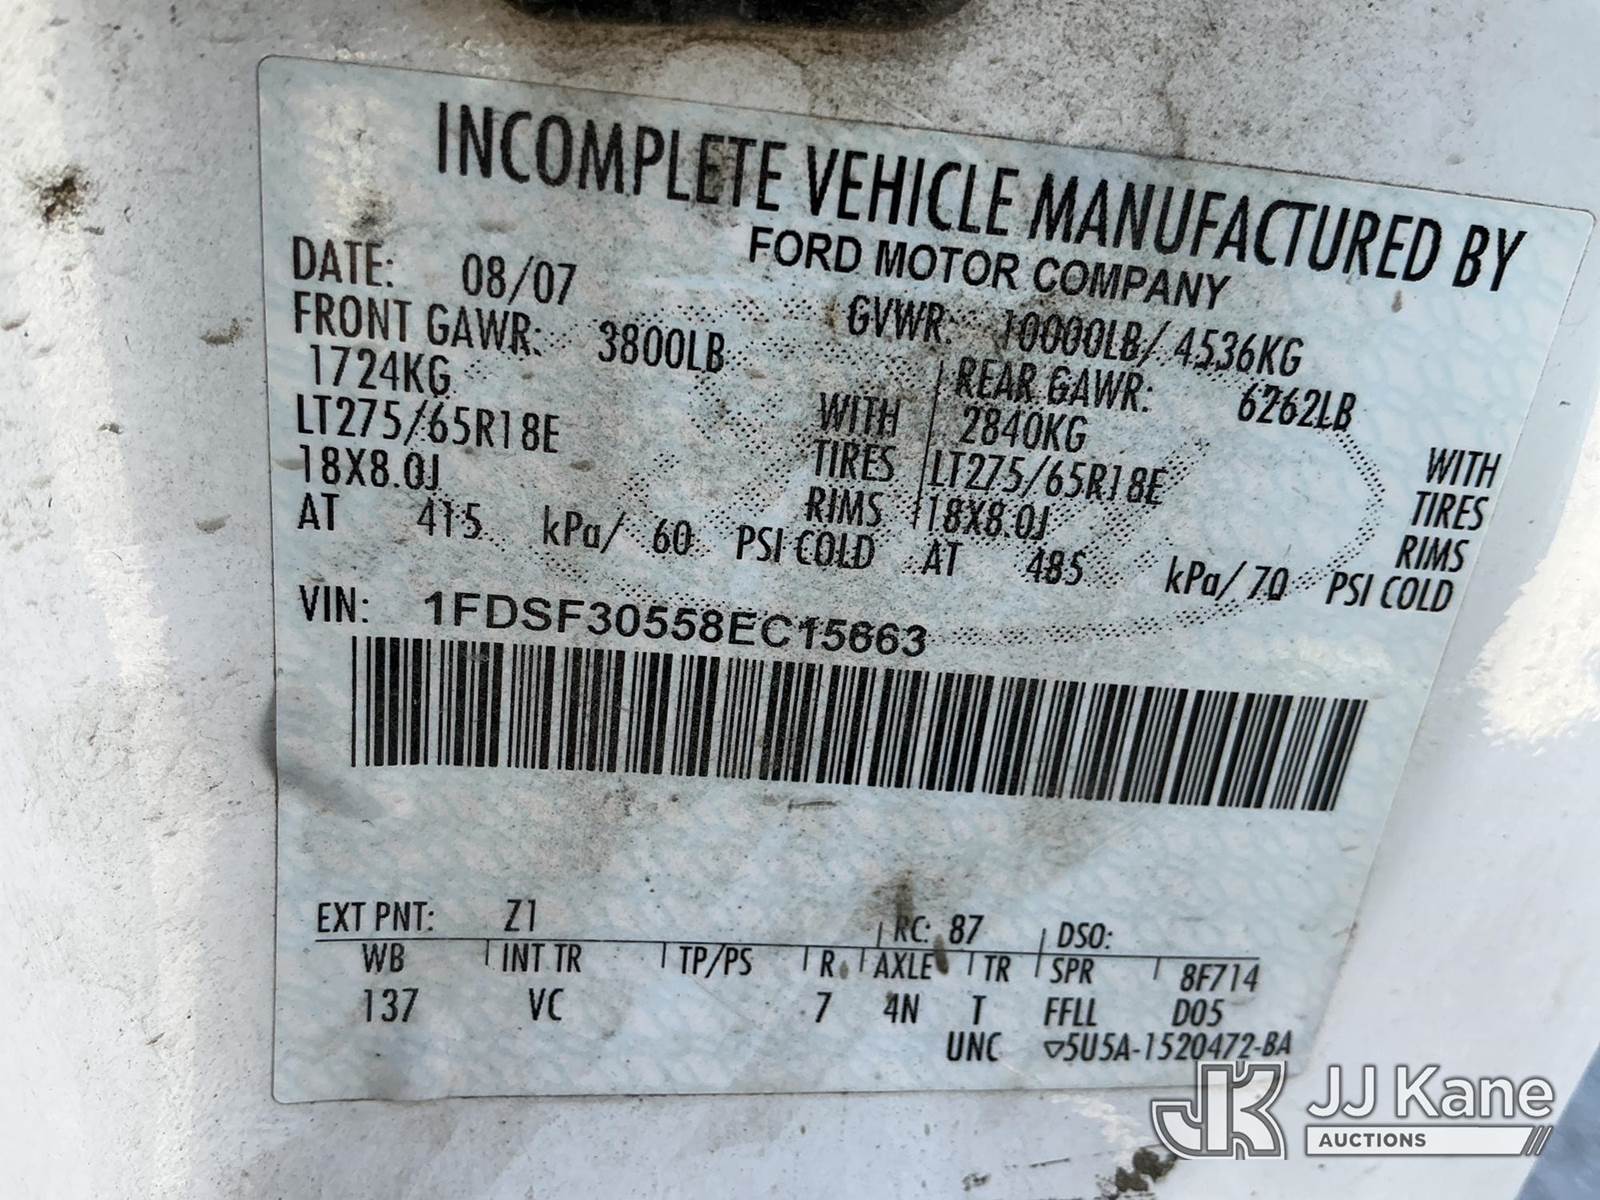 INCOMPLETE VEHICLE MANUFACTURED BY
FORD MOTOR COMPANY
DATE: 08/07 GVWR: 10000LB/ 4536KG
FRONT GAWR: 3800LB REAR GAWR: 6262LB
1724KG WITH 2840KG WITH
LT275/65R18E TIRES LT275/65R18E TIRES
18X8.0J RIMS 18X8.0J RIMS
AT 415 kPa/ 60 PSI COLD AT 485 kPa/ 70 PSI COLD
VIN: 1FDSF30558EC15663
EXT PNT: Z1 RC: 87 DSO:
WB INT TR TP/PS R AXLE TR SPR 8F714
137 VC 7 4N T FFLL D05
UNC ▽5U5A-1520472-BA
JK JJ Kane
AUCTIONS